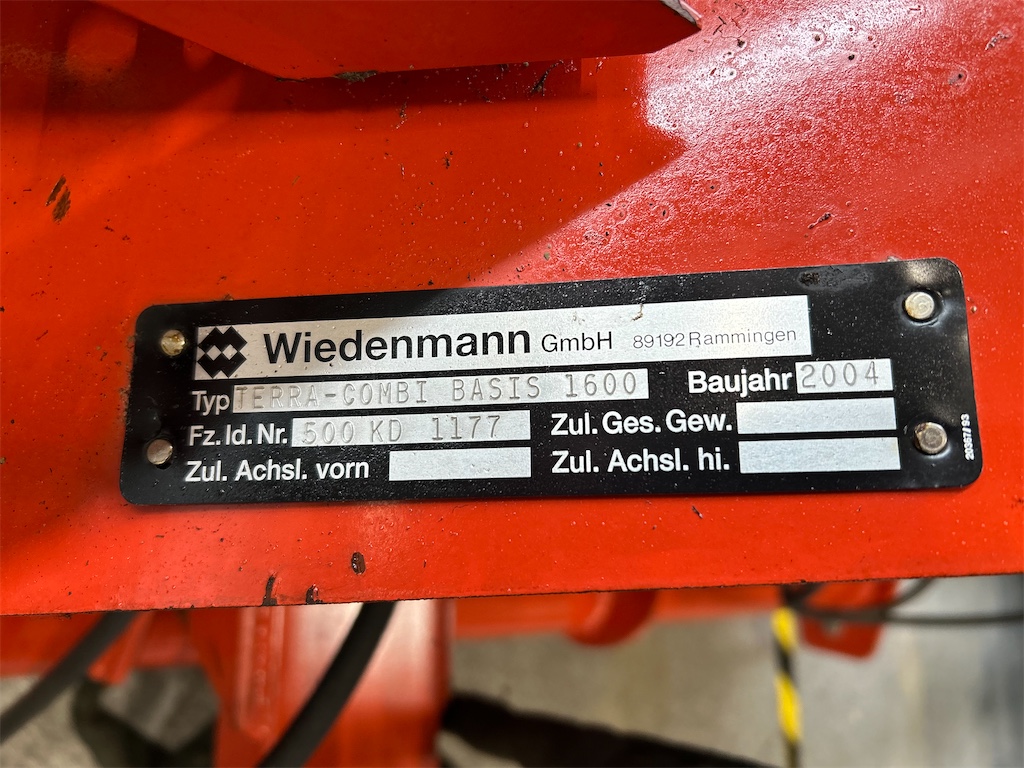 Wiedenmann GmbH 89192 Rammingen
Typ TERRA-COMBI BASIS 1600 Baujahr 2004
Fz. Id. Nr. 500 KD 1177 Zul. Ges. Gew.
Zul. Achsl. vorn Zul. Achsl. hi.